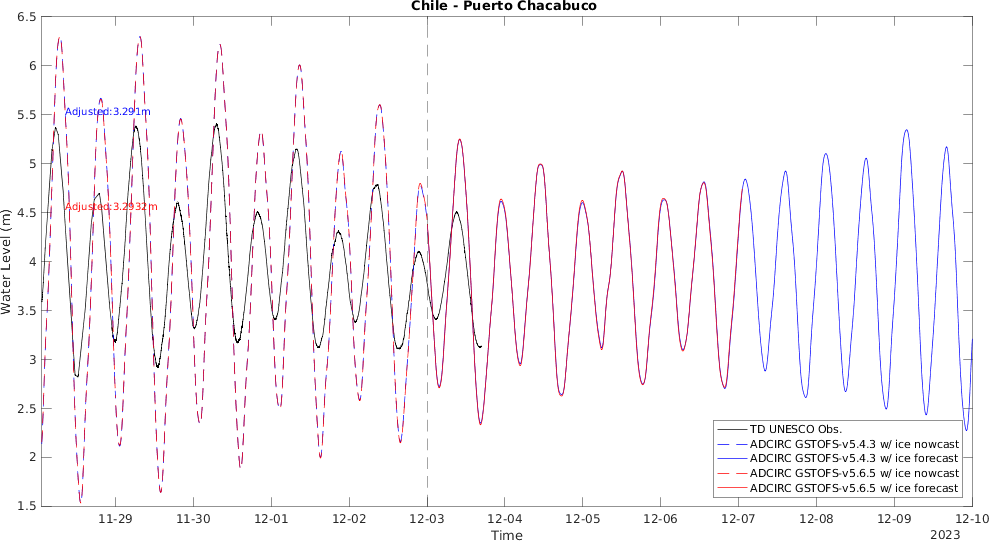 Chile - Puerto Chacabuco
6.5
6
5.5
5
4.5
4
3.5
3
2.5
2
1.5
Water Level (m)
Adjusted:3.291m
Adjusted:3.2932m
TD UNESCO Obs.
ADCIRC GSTOFS-v5.4.3 w/ ice nowcast
ADCIRC GSTOFS-v5.4.3 w/ ice forecast
ADCIRC GSTOFS-v5.6.5 w/ ice nowcast
ADCIRC GSTOFS-v5.6.5 w/ ice forecast
11-29 11-30 12-01 12-02 12-03 12-04 12-05 12-06 12-07 12-08 12-09 12-10
Time
2023